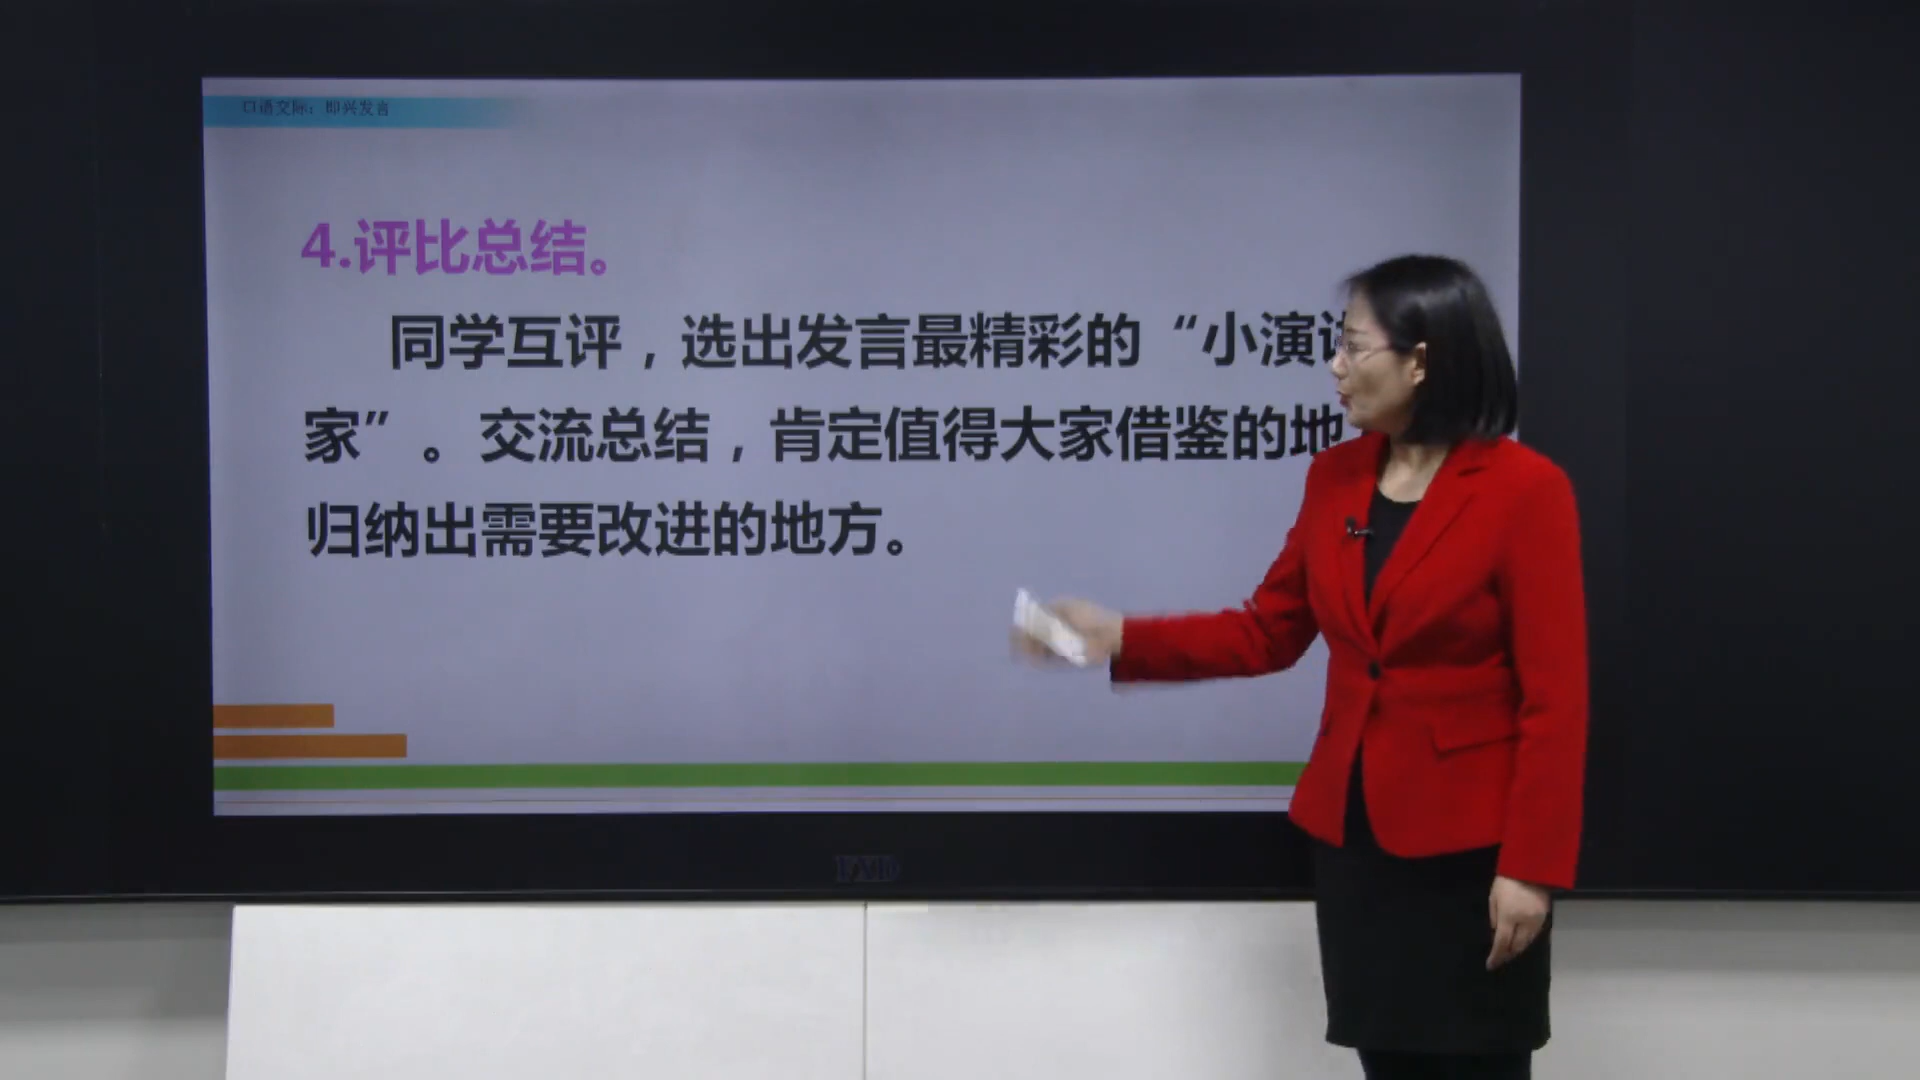 口语交际：即兴发言
4.评比总结。
同学互评，选出发言最精彩的“小演讲
家”。交流总结，肯定值得大家借鉴的地
归纳出需要改进的地方。